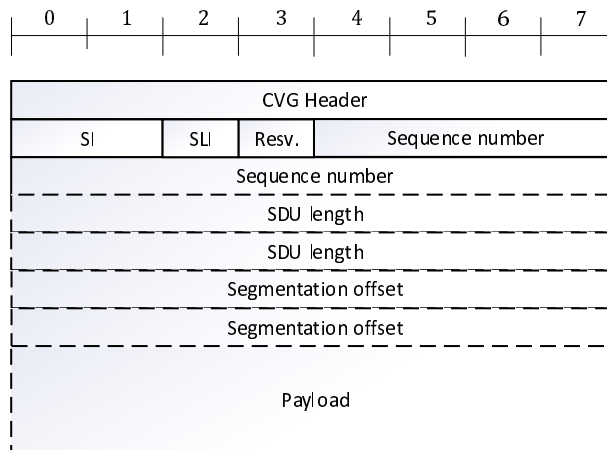 0 1 2 3 4 5 6 7
CVG Header
SI SLI Resv. Sequence number
Sequence number
SDU length
SDU length
Segmentation offset
Segmentation offset
Payload